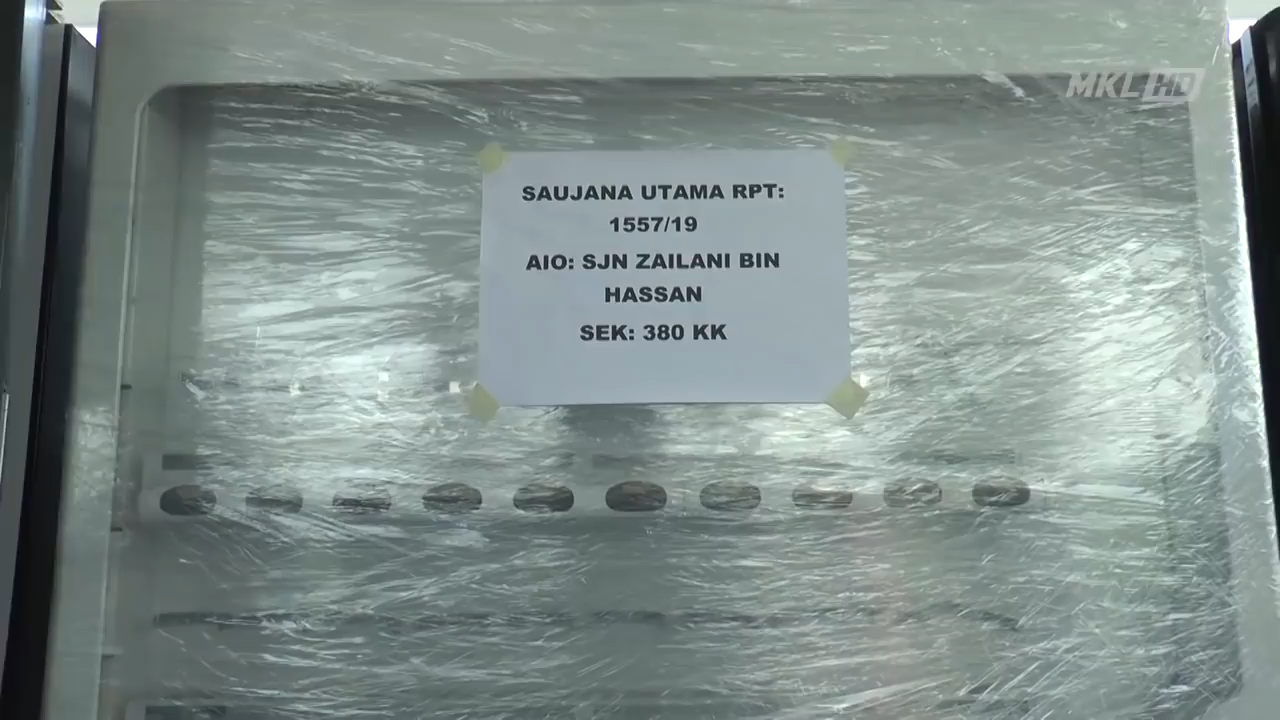 MKL HD
SAUJANA UTAMA RPT:
1557/19
AIO: SJN ZAILANI BIN
HASSAN
SEK: 380 KK